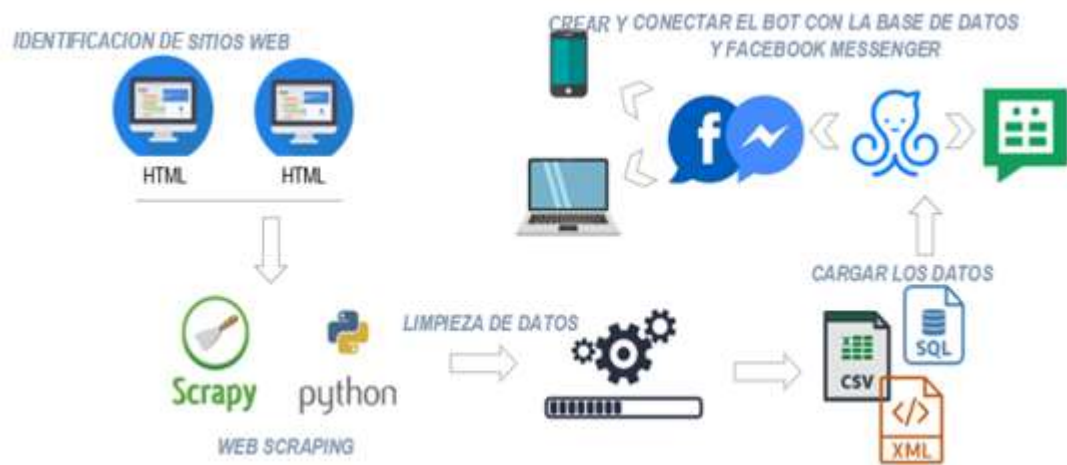 IDENTIFICACION DE SITIOS WEB
HTML
HTML
Scrapy
python
WEB SCRAPING
LIMPIEZA DE DATOS
CARGAR LOS DATOS
SQL
CSV
XML
CREAR Y CONECTAR EL BOT CON LA BASE DE DATOS
Y FACEBOOK MESSENGER